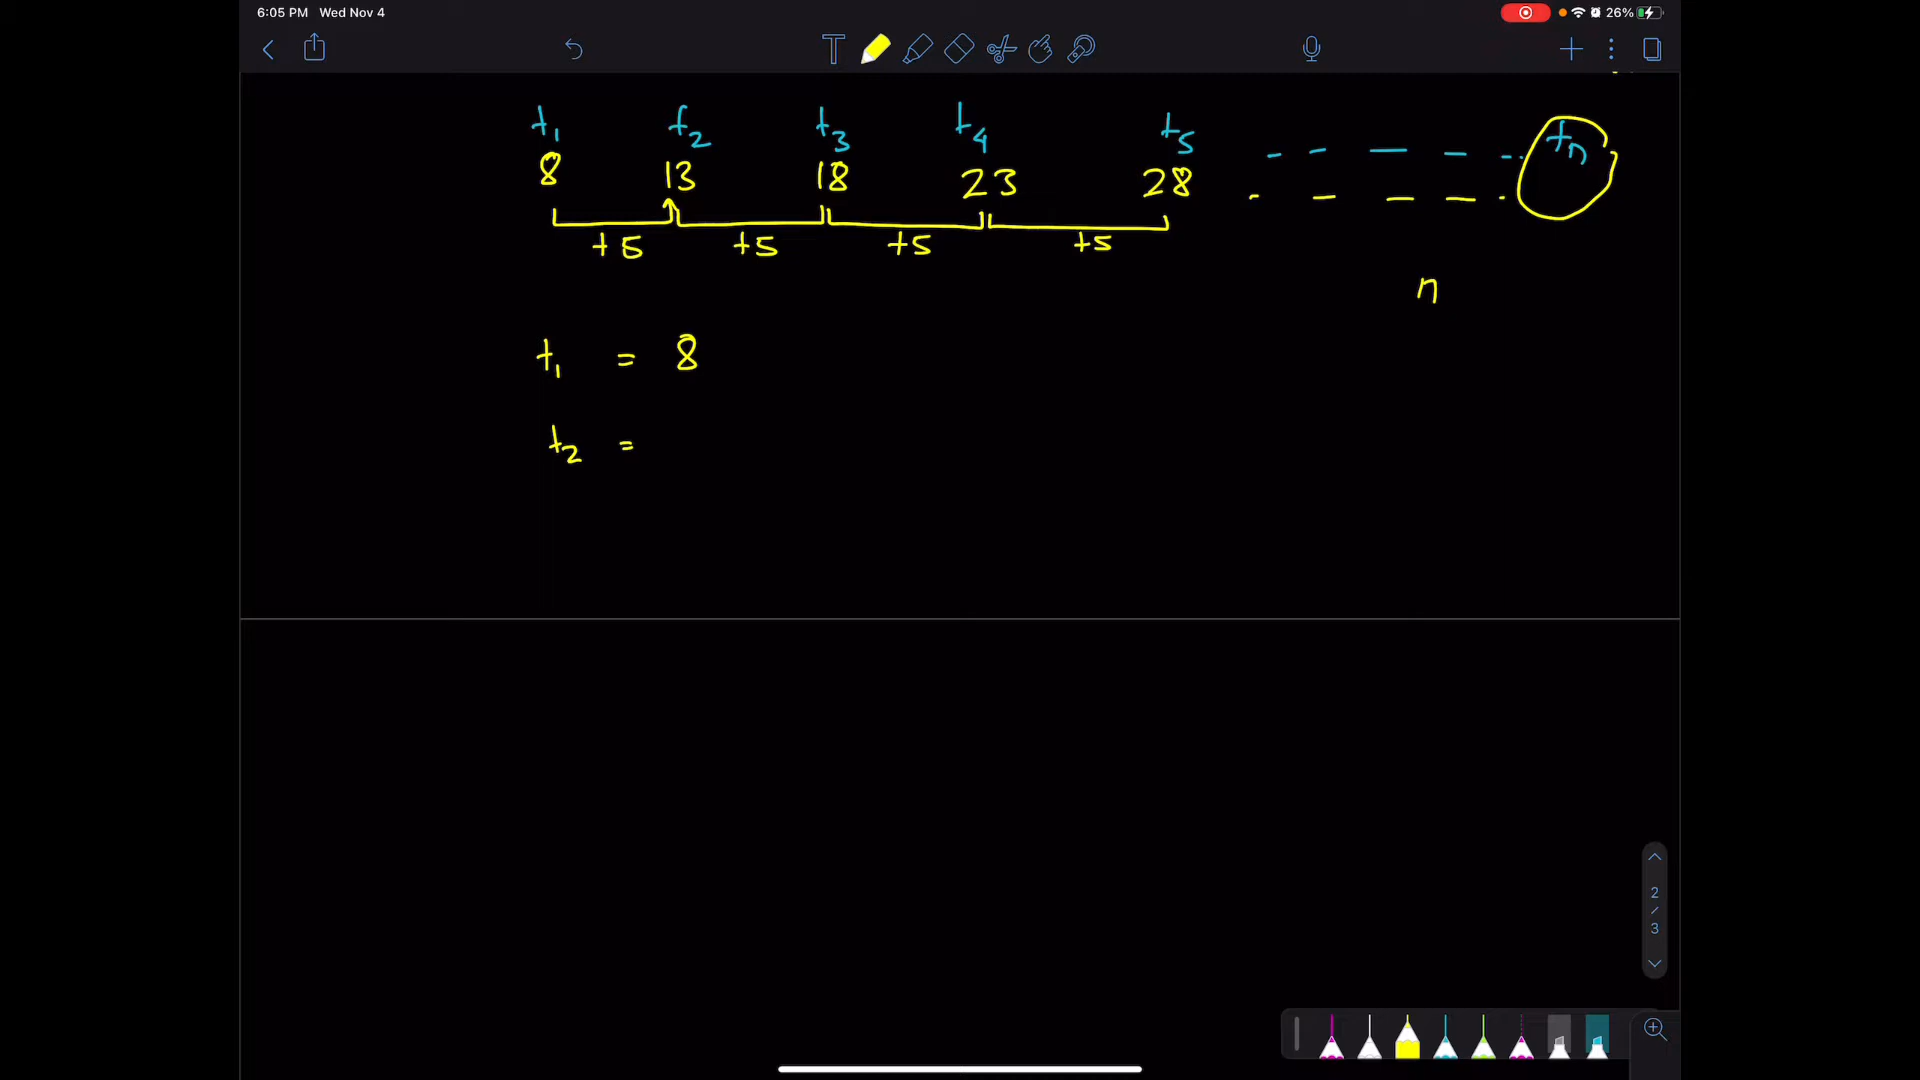 6:05 PM Wed Nov 4 26%
t₁ t₂ t₃ t₄ t₅ - - — - - . tₙ
8 13 18 23 28 - - - - .
+5 +5 +5 +5
n
t₁ = 8
t₂ =
2
/
3